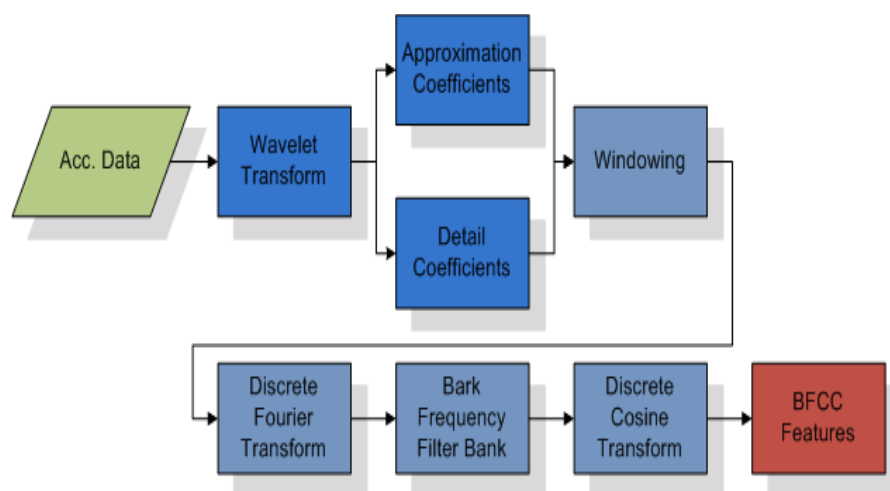 Approximation
Coefficients
Acc. Data
Wavelet
Transform
Windowing
Detail
Coefficients
Discrete
Fourier
Transform
Bark
Frequency
Filter Bank
Discrete
Cosine
Transform
BFCC
Features